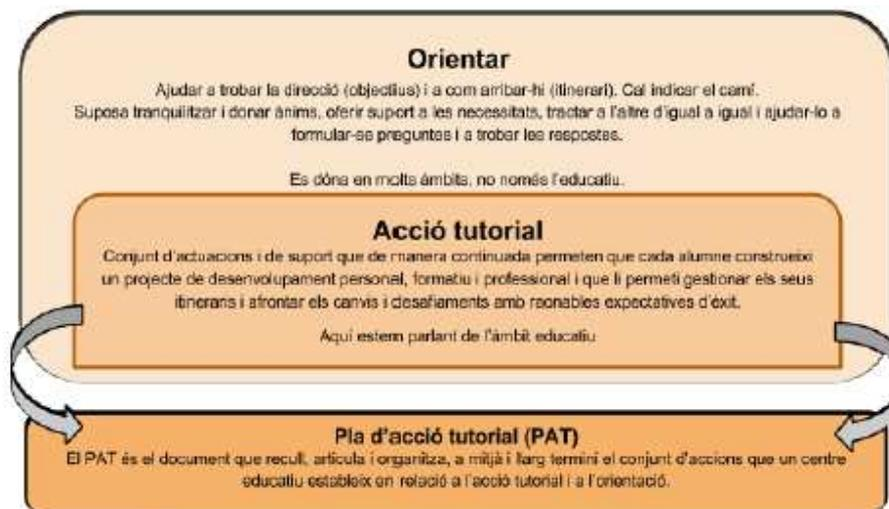 Orientar
Ajudar a trobar la direcció (objectius) i a com arribar-hi (itinerari). Cal indicar el camí.
Suposa tranquilitzar i donar ànims, oferir suport a les necessitats, tractar a l'altre d'igual a igual i ajudar-lo a
formular-se preguntes i a trobar les respostes.
Es dóna en molts àmbits, no només l'educatiu.
Acció tutorial
Conjunt d'actuacions i de suport que de manera continuada permeten que cada alumne construeixi
un projecte de desenvolupament personal, formatiu i professional i que li permeti gestionar els seus
itineraris i afrontar els canvis i desafiaments amb raonables expectatives d'éxit.
Aquí estem parlant de l'àmbit educatiu
Pla d'acció tutorial (PAT)
El PAT és el document que recull, articula i organitza, a mitjà i llarg termini el conjunt d'accions que un centre
educatiu estableix en relació a l'acció tutorial i a l'orientació.